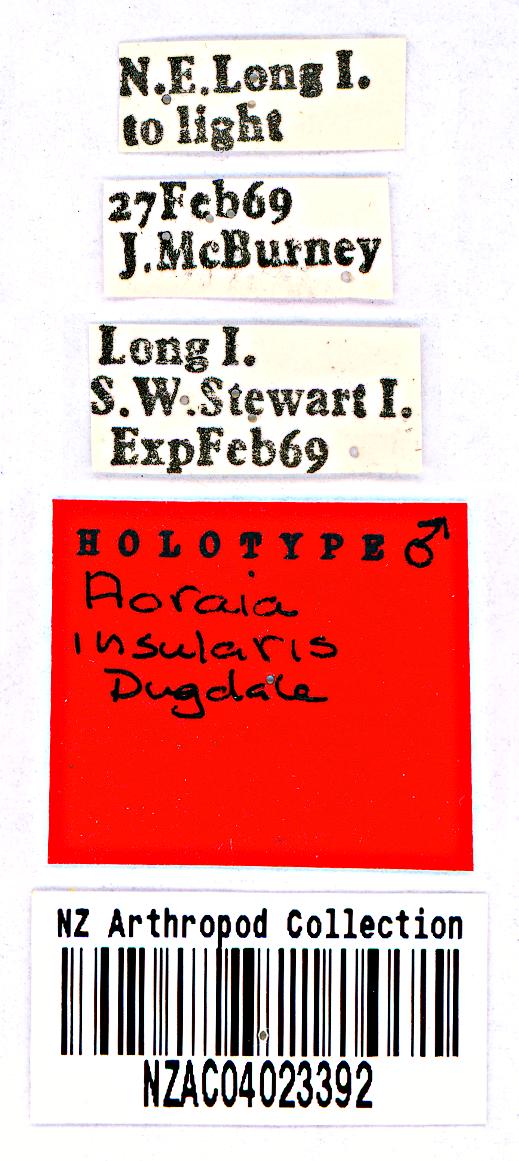 N.E.Long I.
to light
27Feb69
J.McBurney
Long I.
S.W.Stewart I.
ExpFeb69
HOLOTYPE ♂
Aoraia
insularis
Dugdale
NZ Arthropod Collection
NZAC04023392